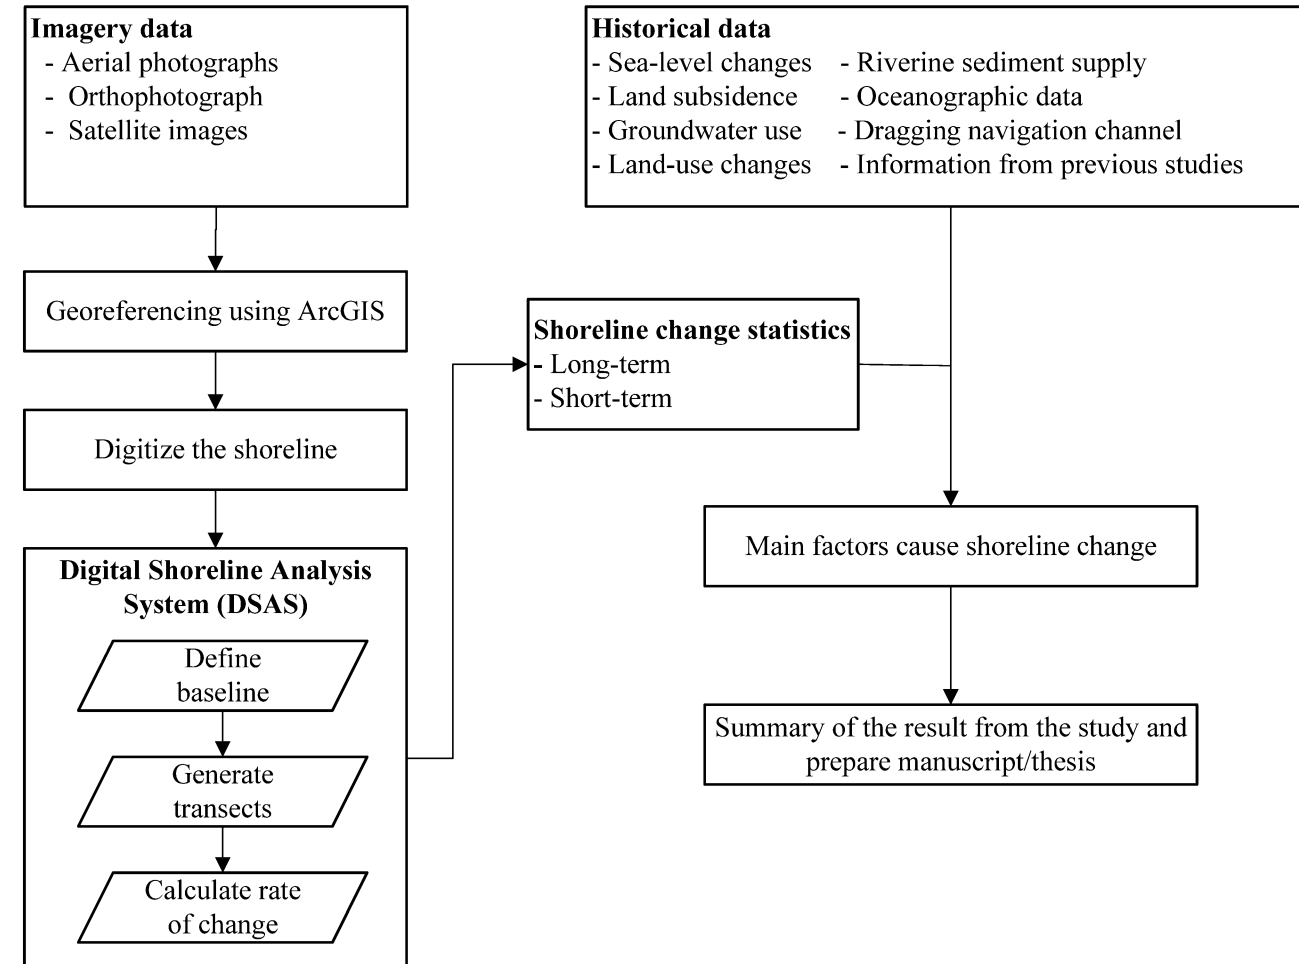 Imagery data
- Aerial photographs
- Orthophotograph
- Satellite images
Historical data
- Sea-level changes - Riverine sediment supply
- Land subsidence - Oceanographic data
- Groundwater use - Dragging navigation channel
- Land-use changes - Information from previous studies
Georeferencing using ArcGIS
Digitize the shoreline
Digital Shoreline Analysis
System (DSAS)
Define
baseline
Generate
transects
Calculate rate
of change
Shoreline change statistics
- Long-term
- Short-term
Main factors cause shoreline change
Summary of the result from the study and
prepare manuscript/thesis